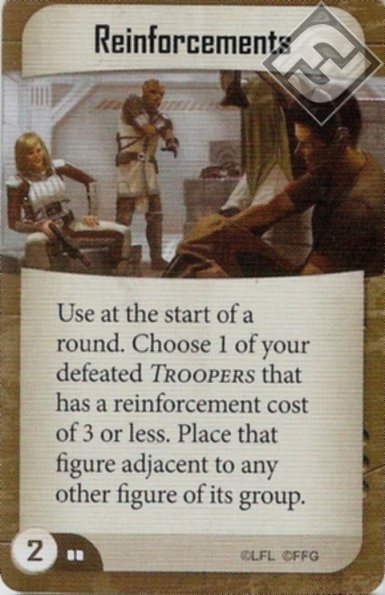 Reinforcements
Use at the start of a
round. Choose 1 of your
defeated TROOPERS that
has a reinforcement cost
of 3 or less. Place that
figure adjacent to any
other figure of its group.
2
©LFL ©FFG